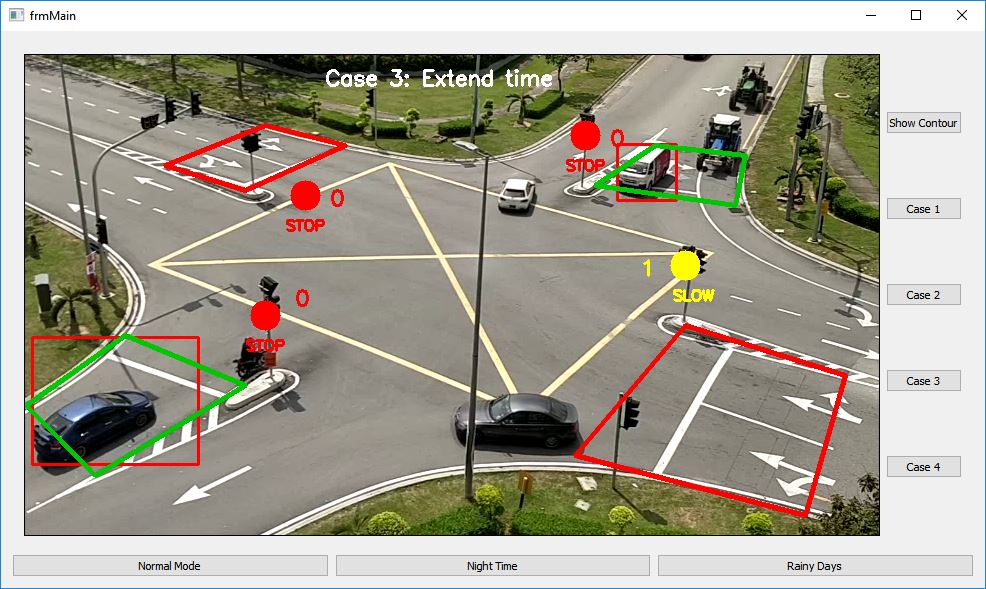 frmMain
Case 3: Extend time
0
STOP
0
STOP
1
SLOW
0
STOP
Show Contour
Case 1
Case 2
Case 3
Case 4
Normal Mode
Night Time
Rainy Days